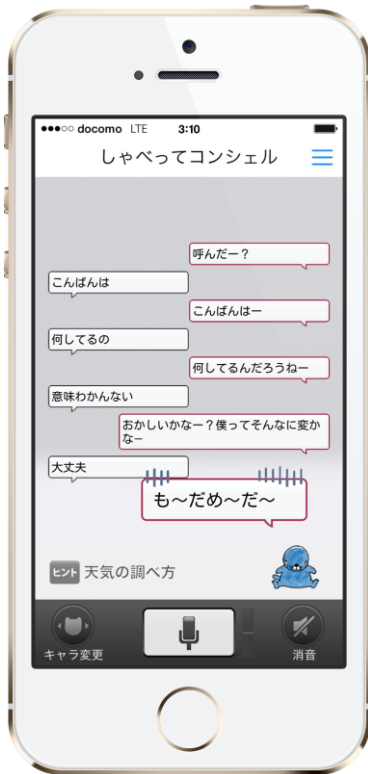 docomo LTE 3:10
しゃべってコンシェル
呼んだー？
こんばんは
こんばんはー
何してるの
何してるんだろうねー
意味わかんない
おかしいかなー？僕ってそんなに変か
なー
大丈夫
も～だめ～だ～
ヒント 天気の調べ方
キャラ変更
消音